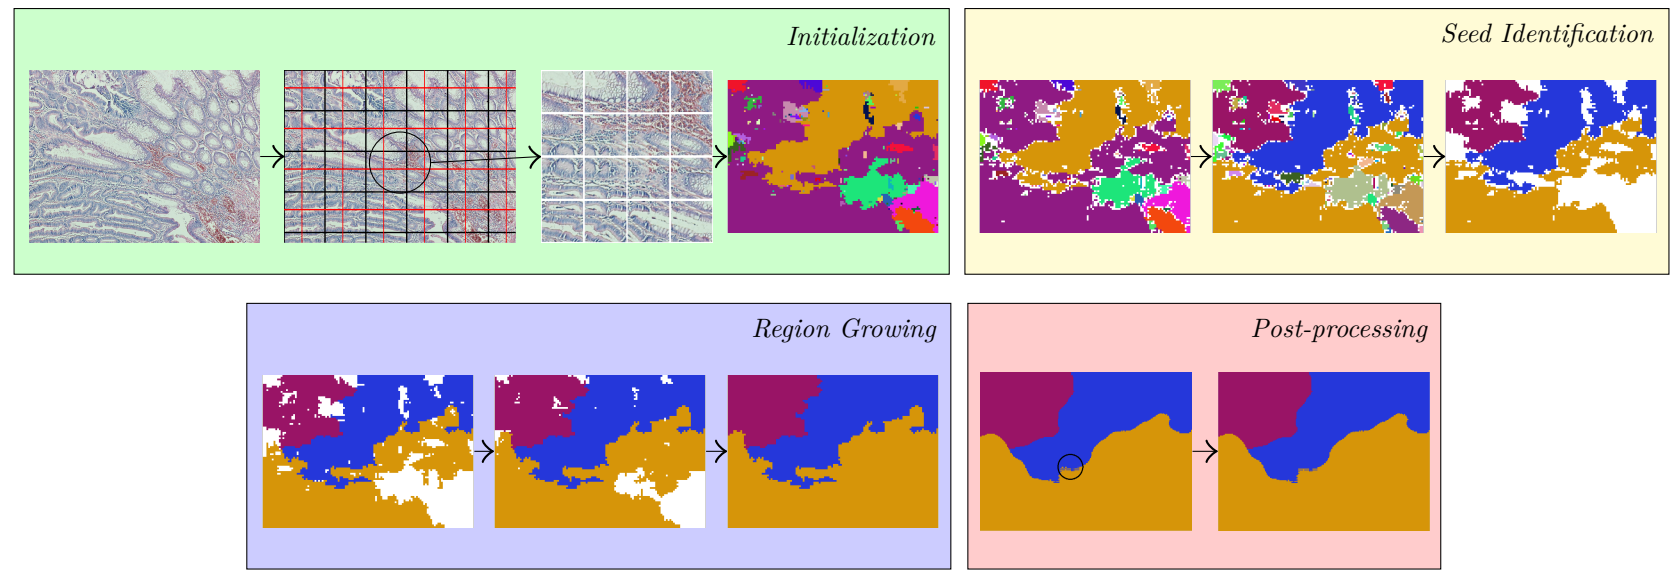 Initialization
Seed Identification
Region Growing
Post-processing